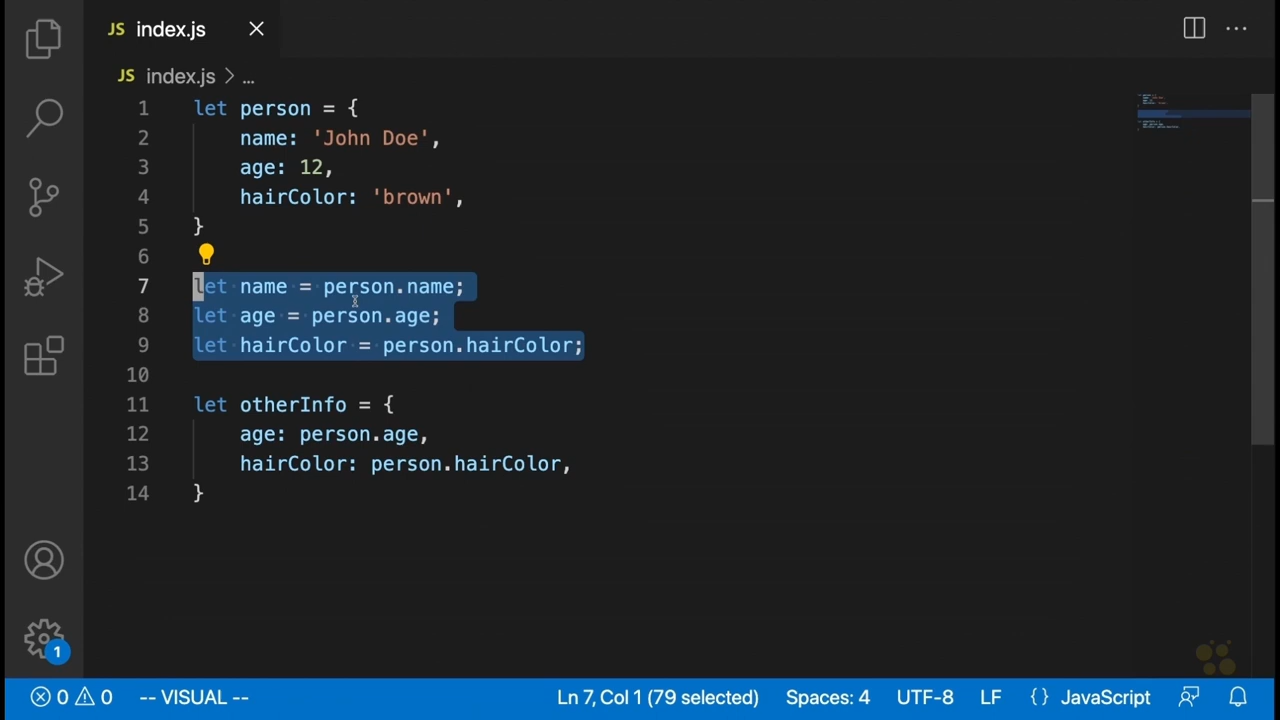 JS index.js
JS index.js > ...
1 let person = {
2 name: 'John Doe',
3 age: 12,
4 hairColor: 'brown',
5 }
6
7 let name = person.name;
8 let age = person.age;
9 let hairColor = person.hairColor;
10
11 let otherInfo = {
12 age: person.age,
13 hairColor: person.hairColor,
14 }
1
0 0 -- VISUAL -- Ln 7, Col 1 (79 selected) Spaces: 4 UTF-8 LF {} JavaScript